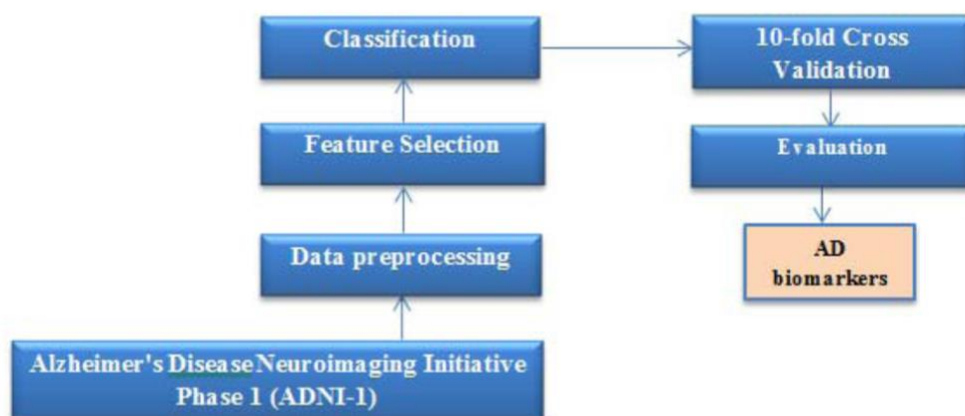 Classification
10-fold Cross
Validation
Feature Selection
Evaluation
Data preprocessing
AD
biomarkers
Alzheimer's Disease Neuroimaging Initiative
Phase 1 (ADNI-1)